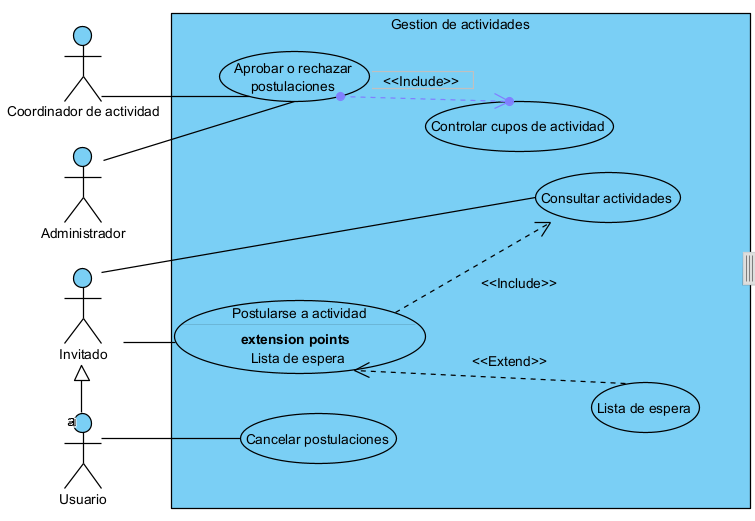 Gestion de actividades
Aprobar o rechazar
postulaciones
<<Include>>
Coordinador de actividad
Controlar cupos de actividad
Administrador
Consultar actividades
<<Include>>
Postularse a actividad
extension points
Lista de espera
Invitado
<<Extend>>
Lista de espera
a
Cancelar postulaciones
Usuario